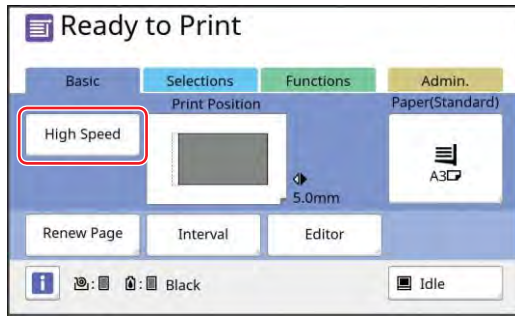 Ready to Print
Basic Selections Functions Admin.
Print Position Paper(Standard)
High Speed
A3
5.0mm
Renew Page Interval Editor
i : : Black Idle